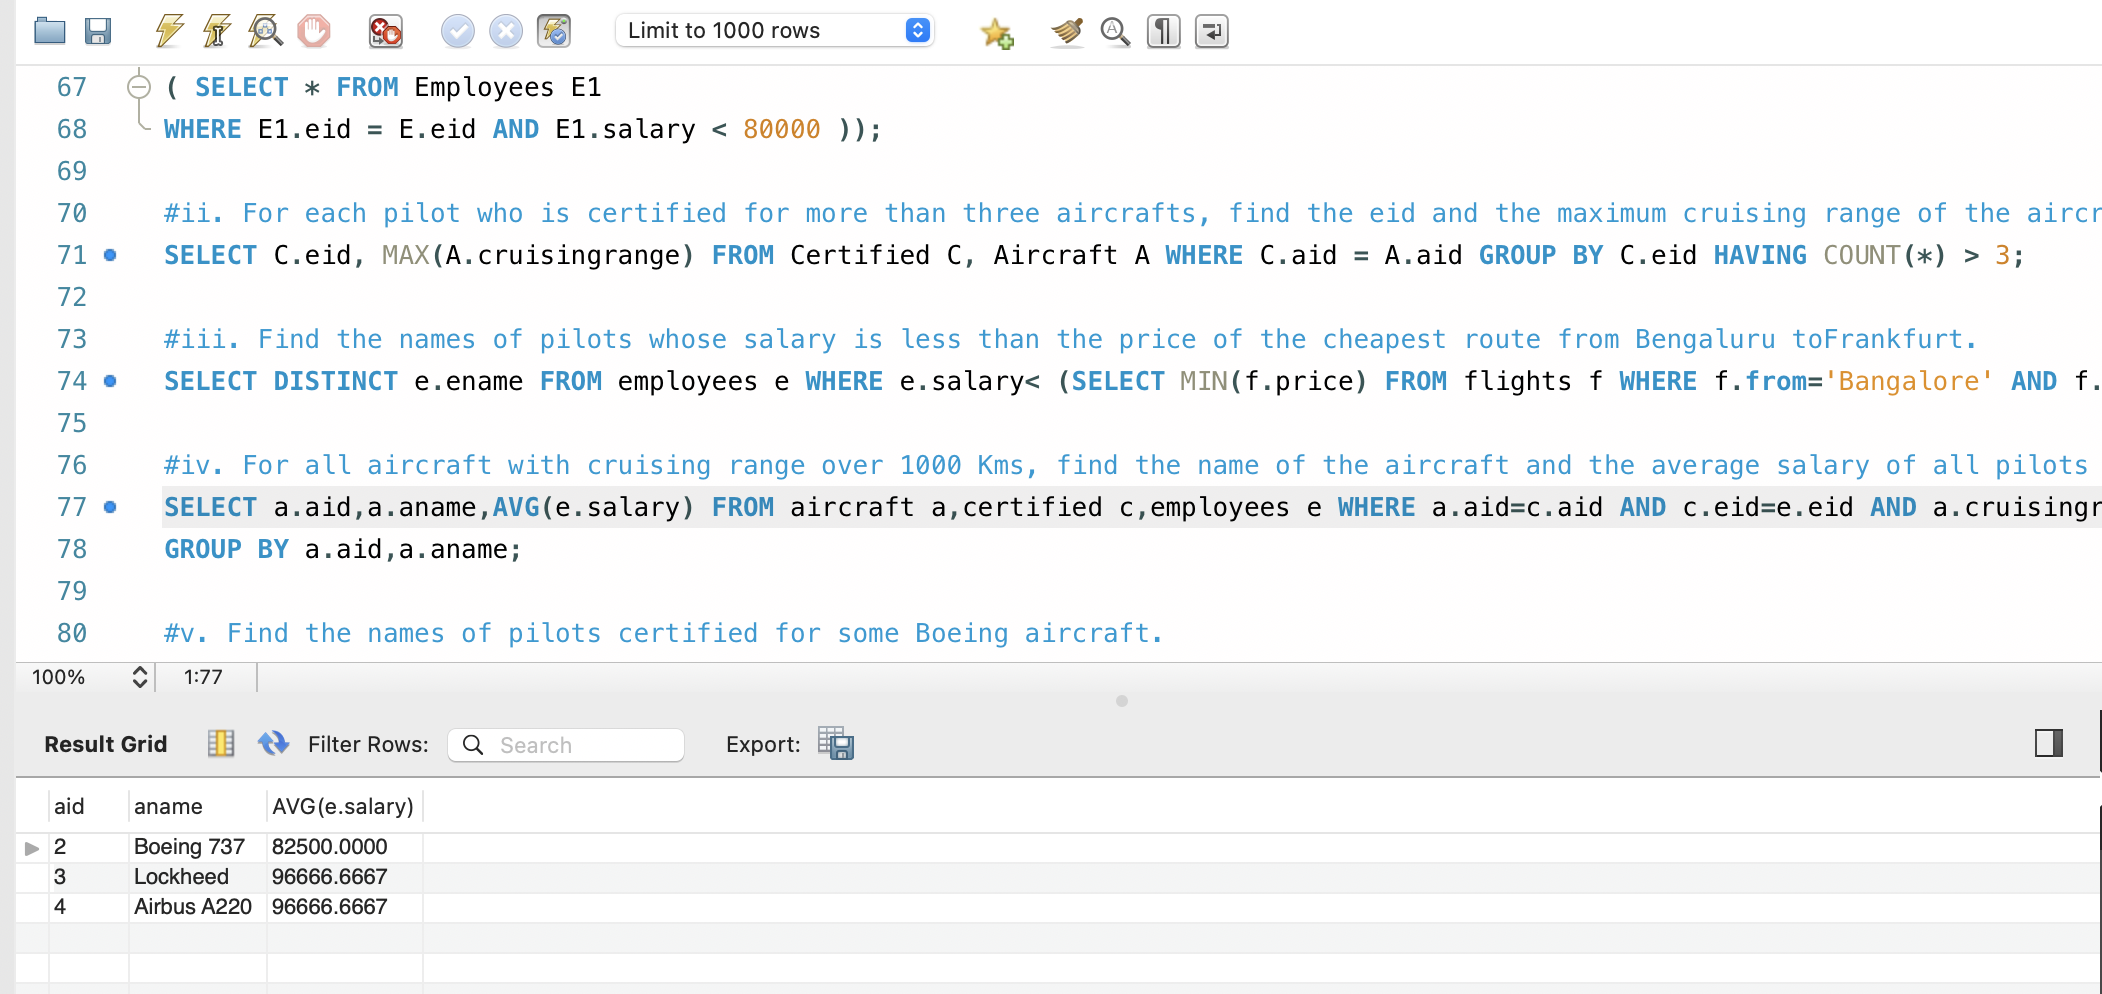 Limit to 1000 rows
67 ( SELECT * FROM Employees E1
68 WHERE E1.eid = E.eid AND E1.salary < 80000 ));
69
70 #ii. For each pilot who is certified for more than three aircrafts, find the eid and the maximum cruising range of the aircr
71 SELECT C.eid, MAX(A.cruisingrange) FROM Certified C, Aircraft A WHERE C.aid = A.aid GROUP BY C.eid HAVING COUNT(*) > 3;
72
73 #iii. Find the names of pilots whose salary is less than the price of the cheapest route from Bengaluru toFrankfurt.
74 SELECT DISTINCT e.ename FROM employees e WHERE e.salary< (SELECT MIN(f.price) FROM flights f WHERE f.from='Bangalore' AND f.
75
76 #iv. For all aircraft with cruising range over 1000 Kms, find the name of the aircraft and the average salary of all pilots
77 SELECT a.aid,a.aname,AVG(e.salary) FROM aircraft a,certified c,employees e WHERE a.aid=c.aid AND c.eid=e.eid AND a.cruisingr
78 GROUP BY a.aid,a.aname;
79
80 #v. Find the names of pilots certified for some Boeing aircraft.
100% 1:77
Result Grid Filter Rows: Search Export:
aid aname AVG(e.salary)
2 Boeing 737 82500.0000
3 Lockheed 96666.6667
4 Airbus A220 96666.6667